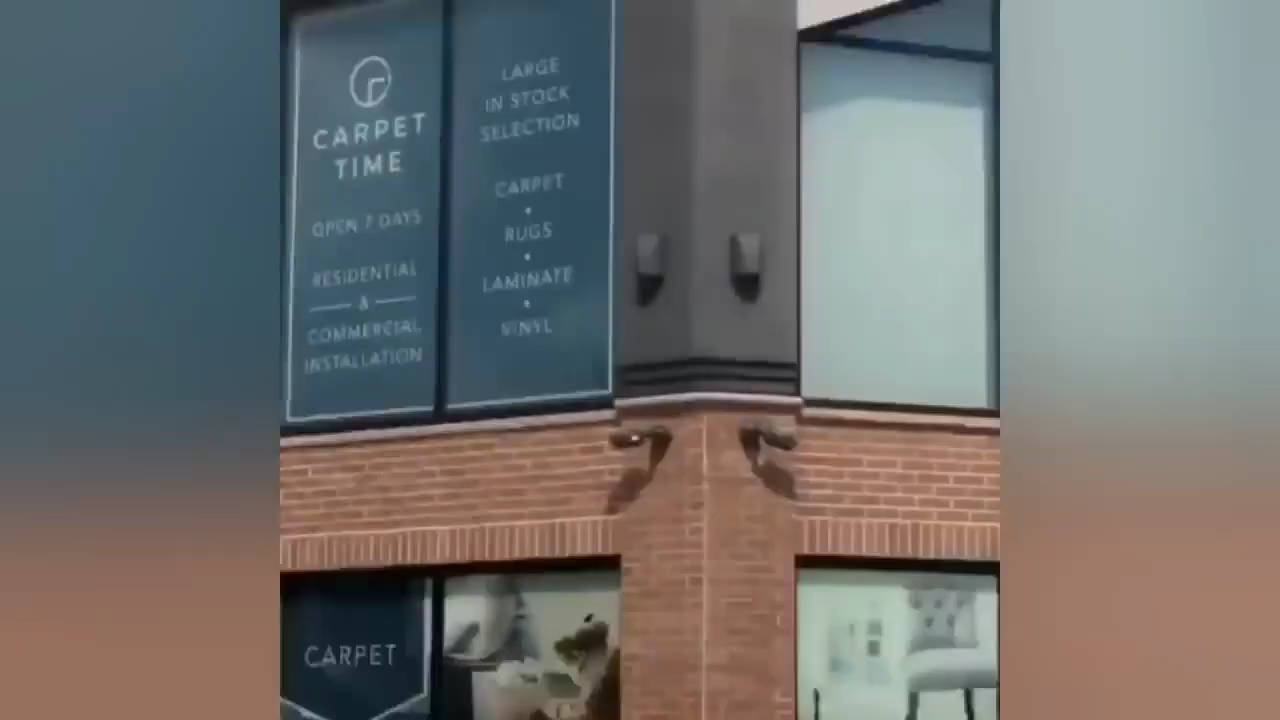 CARPET
TIME
OPEN 7 DAYS
RESIDENTIAL
&
COMMERCIAL
INSTALLATION
LARGE
IN STOCK
SELECTION
CARPET
•
RUGS
•
LAMINATE
•
VINYL
CARPET